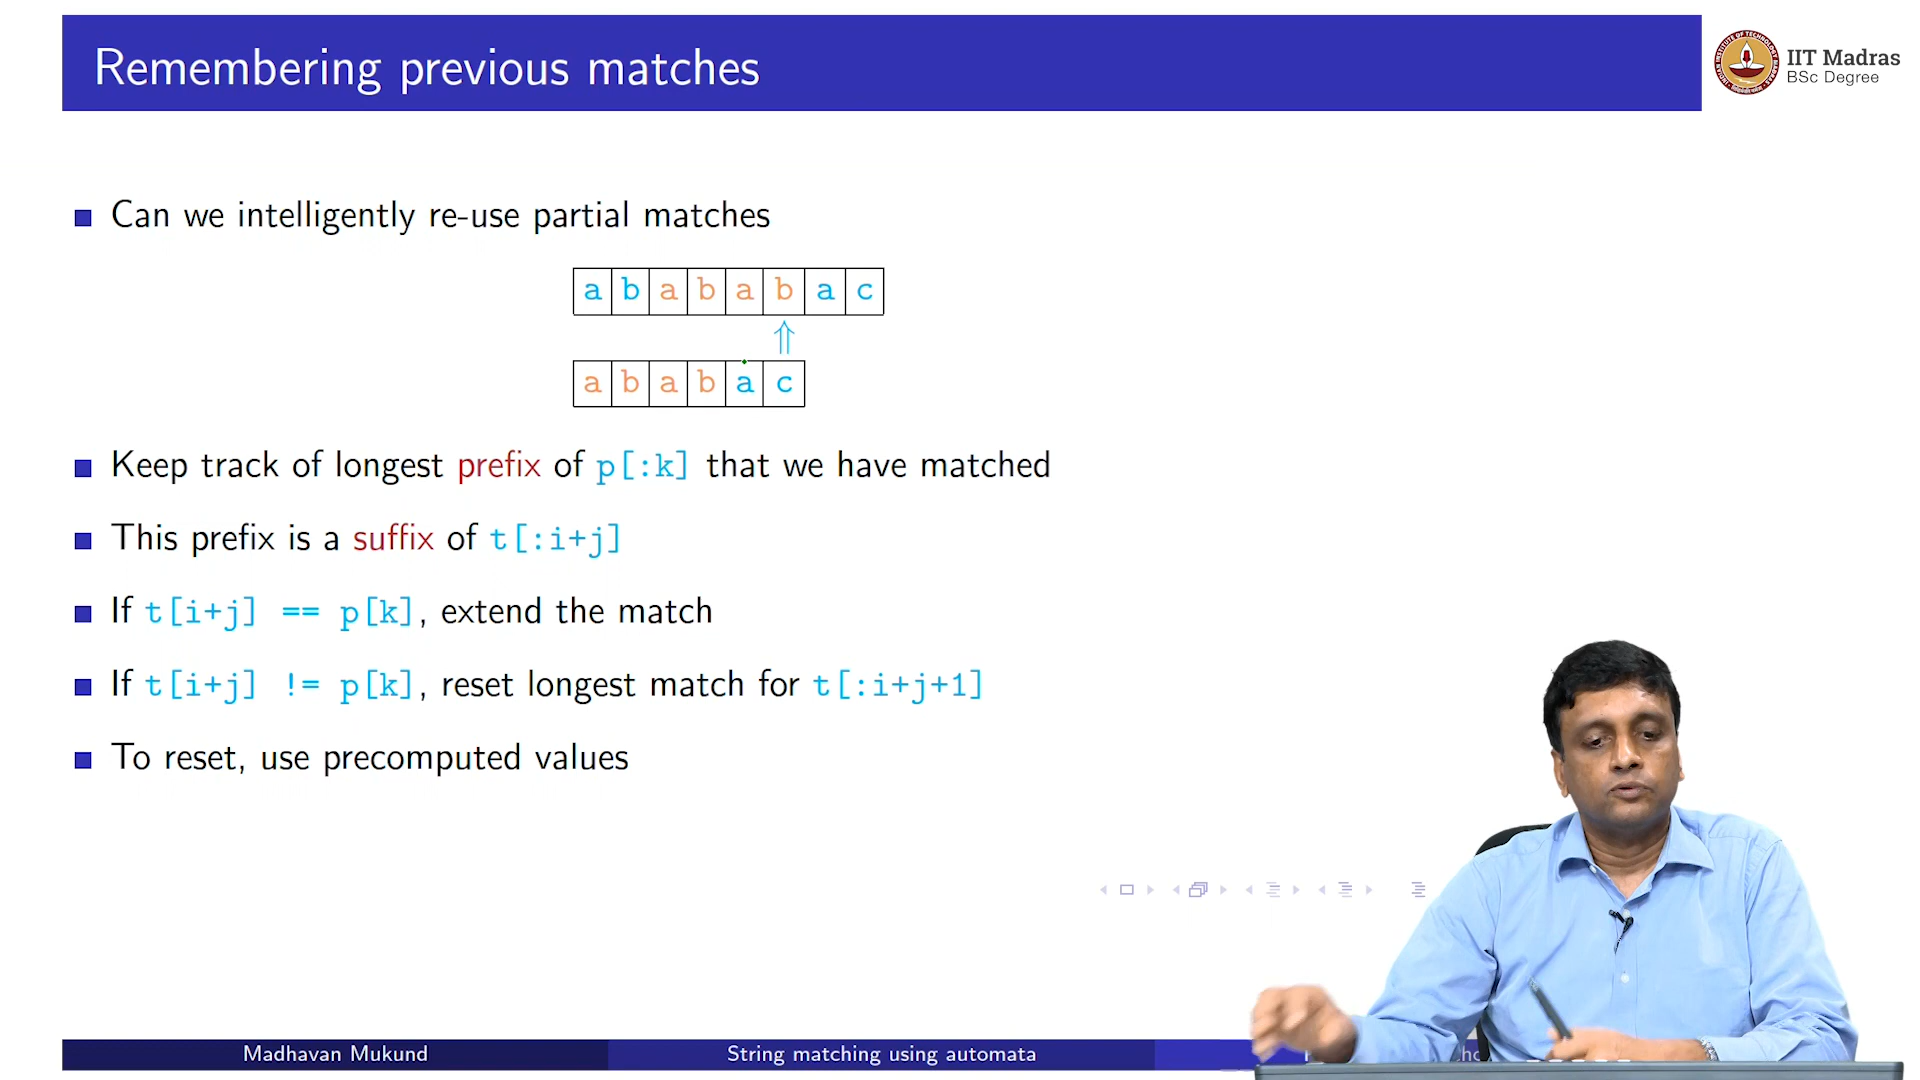 Remembering previous matches
IIT Madras
BSc Degree
Can we intelligently re-use partial matches
a b a b a b a c
a b a b a c
Keep track of longest prefix of p[:k] that we have matched
This prefix is a suffix of t[:i+j]
If t[i+j] == p[k], extend the match
If t[i+j] != p[k], reset longest match for t[:i+j+1]
To reset, use precomputed values
Madhavan Mukund
String matching using automata